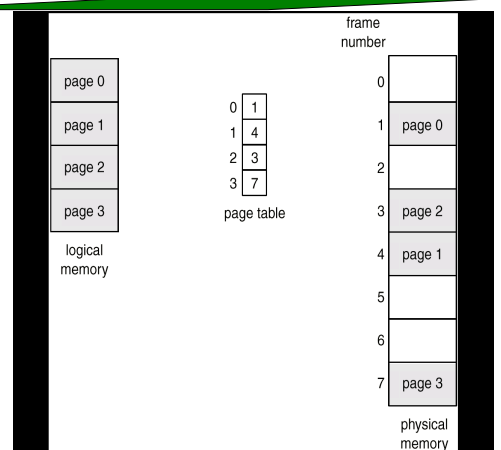 frame
number
page 0
page 1
page 2
page 3
logical
memory
0 1
1 4
2 3
3 7
page table
0
1 page 0
2
3 page 2
4 page 1
5
6
7 page 3
physical
memory